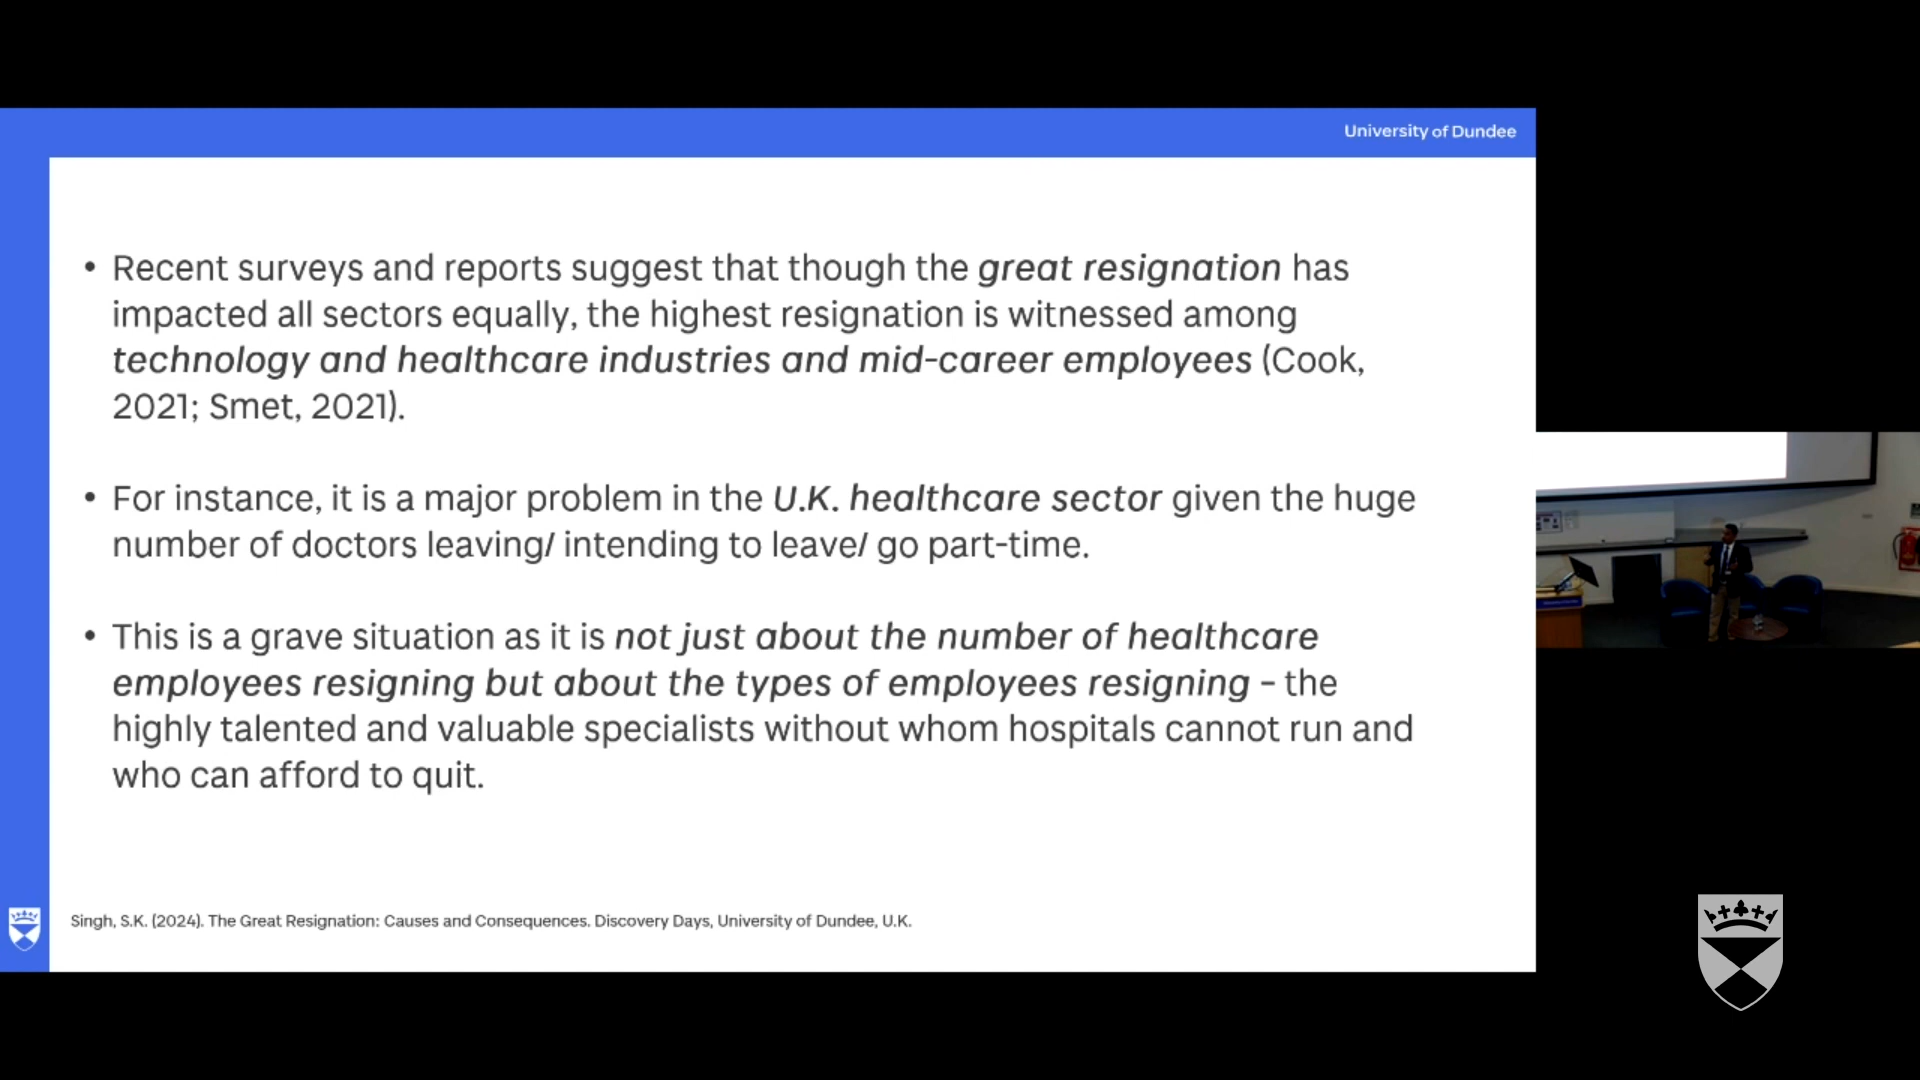 University of Dundee
• Recent surveys and reports suggest that though the great resignation has
impacted all sectors equally, the highest resignation is witnessed among
technology and healthcare industries and mid-career employees (Cook,
2021; Smet, 2021).
• For instance, it is a major problem in the U.K. healthcare sector given the huge
number of doctors leaving/ intending to leave/ go part-time.
• This is a grave situation as it is not just about the number of healthcare
employees resigning but about the types of employees resigning – the
highly talented and valuable specialists without whom hospitals cannot run and
who can afford to quit.
Singh, S.K. (2024). The Great Resignation: Causes and Consequences. Discovery Days, University of Dundee, U.K.